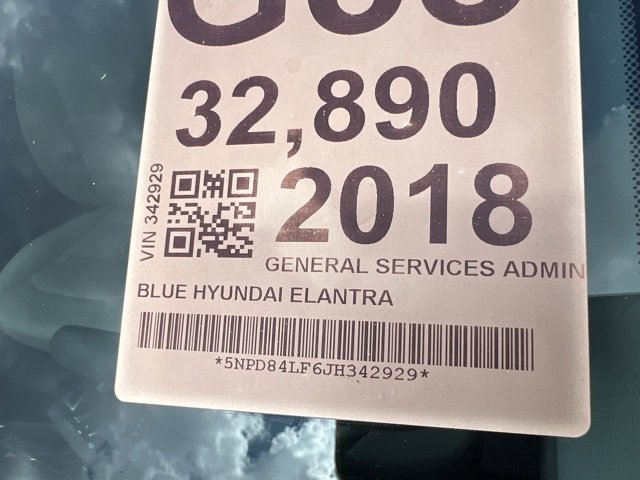 32,890
VIN 342929
2018
GENERAL SERVICES ADMIN
BLUE HYUNDAI ELANTRA
*5NPD84LF6JH342929*